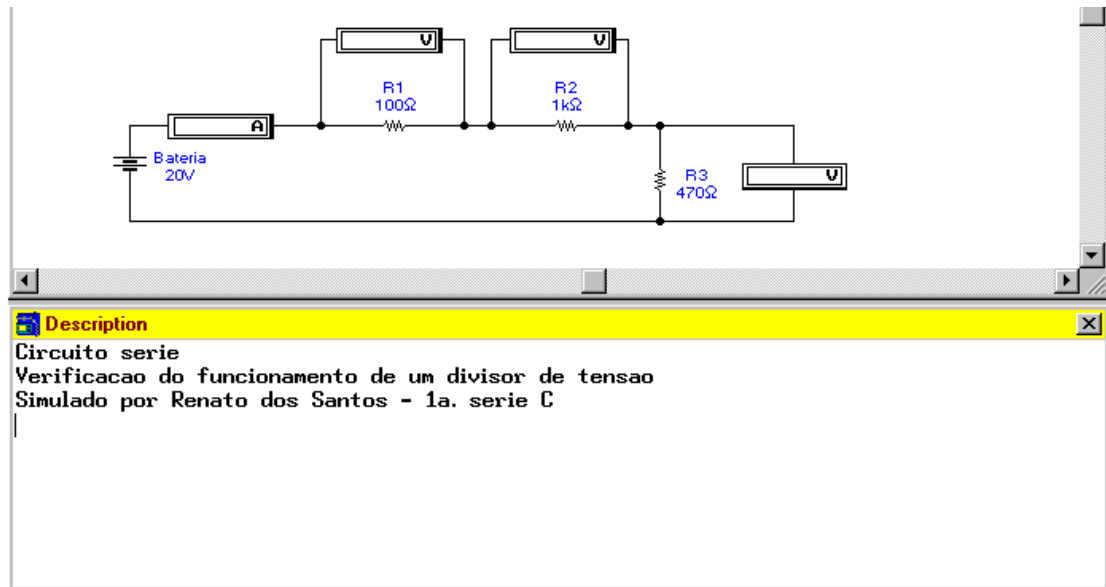 V
V
R1
100Ω
R2
1kΩ
A
Bateria
20V
R3
470Ω
V
Description
Circuito serie
Verificacao do funcionamento de um divisor de tensao
Simulado por Renato dos Santos - 1a. serie C